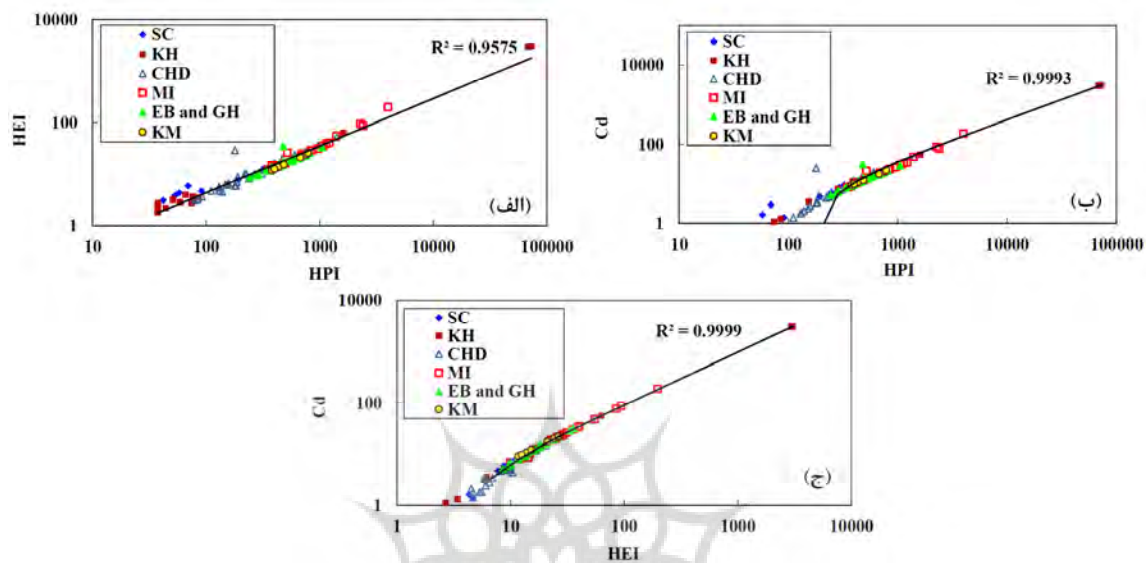 10000
100
1
10
100
1000
10000
100000
HEI
HPI
SC
KH
CHD
MI
EB and GH
KM
R² = 0.9575
(الف)
10000
100
1
10
100
1000
10000
100000
Cd
HPI
SC
KH
CHD
MI
EB and GH
KM
R² = 0.9993
(ب)
10000
100
1
1
10
100
1000
10000
Cd
HEI
SC
KH
CHD
MI
EB and GH
KM
R² = 0.9999
(ج)